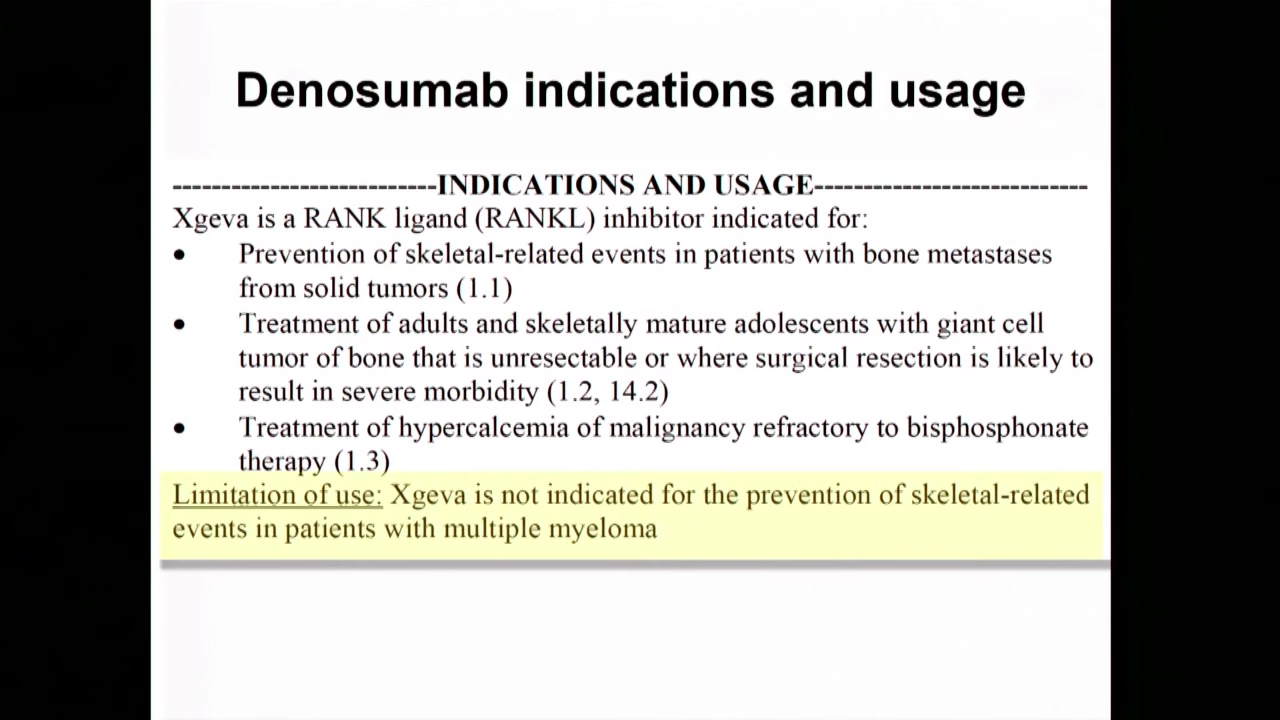 Denosumab indications and usage
---------------------------INDICATIONS AND USAGE----------------------------
Xgeva is a RANK ligand (RANKL) inhibitor indicated for:
• Prevention of skeletal-related events in patients with bone metastases
from solid tumors (1.1)
• Treatment of adults and skeletally mature adolescents with giant cell
tumor of bone that is unresectable or where surgical resection is likely to
result in severe morbidity (1.2, 14.2)
• Treatment of hypercalcemia of malignancy refractory to bisphosphonate
therapy (1.3)
Limitation of use: Xgeva is not indicated for the prevention of skeletal-related
events in patients with multiple myeloma